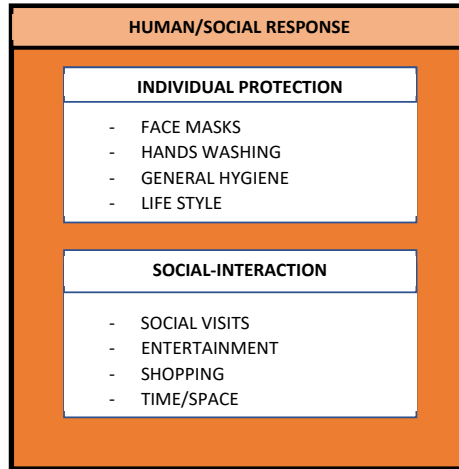 HUMAN/SOCIAL RESPONSE
INDIVIDUAL PROTECTION
- FACE MASKS
- HANDS WASHING
- GENERAL HYGIENE
- LIFE STYLE
SOCIAL-INTERACTION
- SOCIAL VISITS
- ENTERTAINMENT
- SHOPPING
- TIME/SPACE